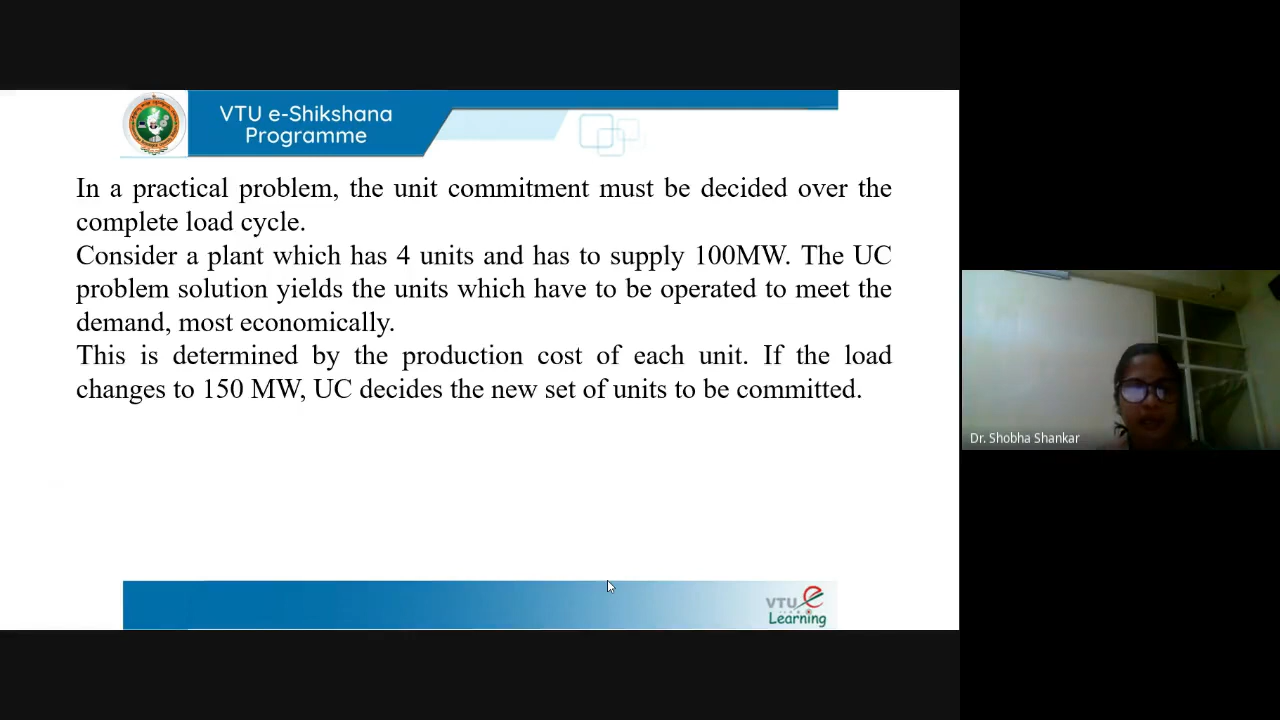 VTU e-Shikshana
Programme
In a practical problem, the unit commitment must be decided over the
complete load cycle.
Consider a plant which has 4 units and has to supply 100MW. The UC
problem solution yields the units which have to be operated to meet the
demand, most economically.
This is determined by the production cost of each unit. If the load
changes to 150 MW, UC decides the new set of units to be committed.
Dr. Shobha Shankar
VTU e
Learning